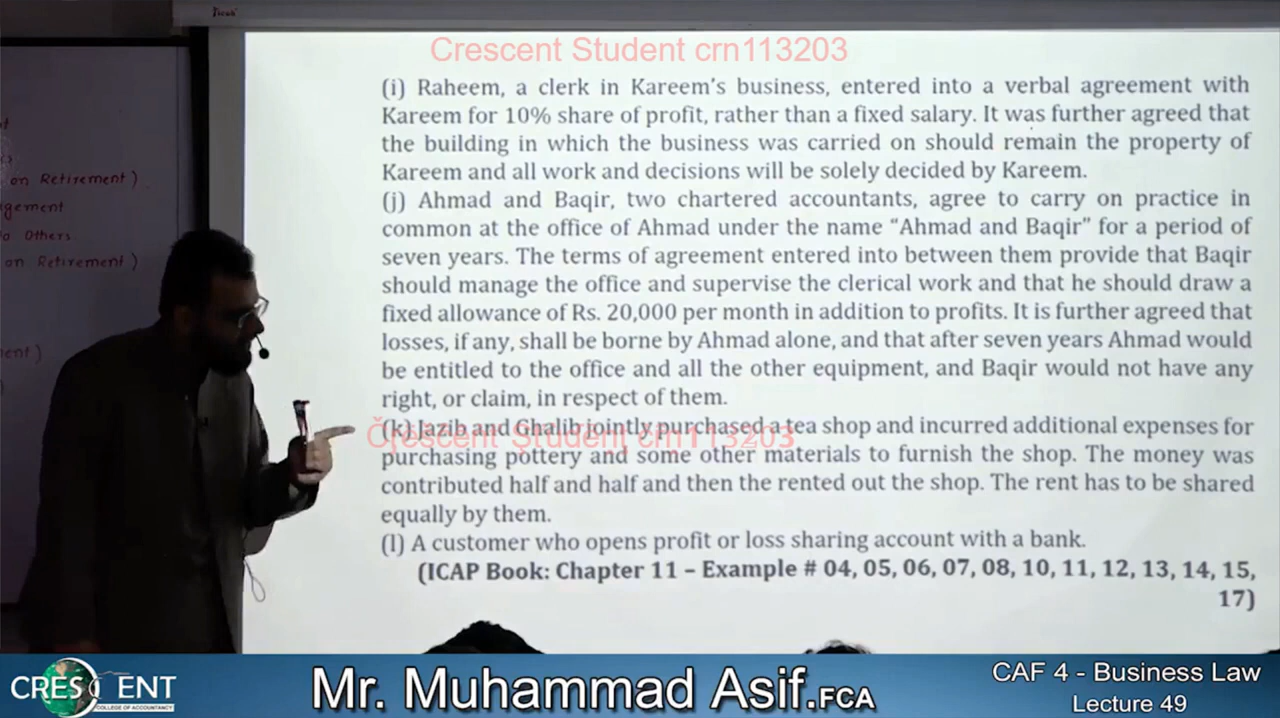 Crescent Student crn113203
(i) Raheem, a clerk in Kareem's business, entered into a verbal agreement with
Kareem for 10% share of profit, rather than a fixed salary. It was further agreed that
the building in which the business was carried on should remain the property of
Kareem and all work and decisions will be solely decided by Kareem.
(j) Ahmad and Baqir, two chartered accountants, agree to carry on practice in
common at the office of Ahmad under the name "Ahmad and Baqir" for a period of
seven years. The terms of agreement entered into between them provide that Baqir
should manage the office and supervise the clerical work and that he should draw a
fixed allowance of Rs. 20,000 per month in addition to profits. It is further agreed that
losses, if any, shall be borne by Ahmad alone, and that after seven years Ahmad would
be entitled to the office and all the other equipment, and Baqir would not have any
right, or claim, in respect of them.
(k) Jazib and Ghalib jointly purchased a tea shop and incurred additional expenses for
Crescent Student crn113203
purchasing pottery and some other materials to furnish the shop. The money was
contributed half and half and then the rented out the shop. The rent has to be shared
equally by them.
(l) A customer who opens profit or loss sharing account with a bank.
(ICAP Book: Chapter 11 – Example # 04, 05, 06, 07, 08, 10, 11, 12, 13, 14, 15,
17)
on Retirement)
Others
on Retirement)
CRESCENT
COLLEGE OF ACCOUNTANCY
Mr. Muhammad Asif.FCA
CAF 4 - Business Law
Lecture 49